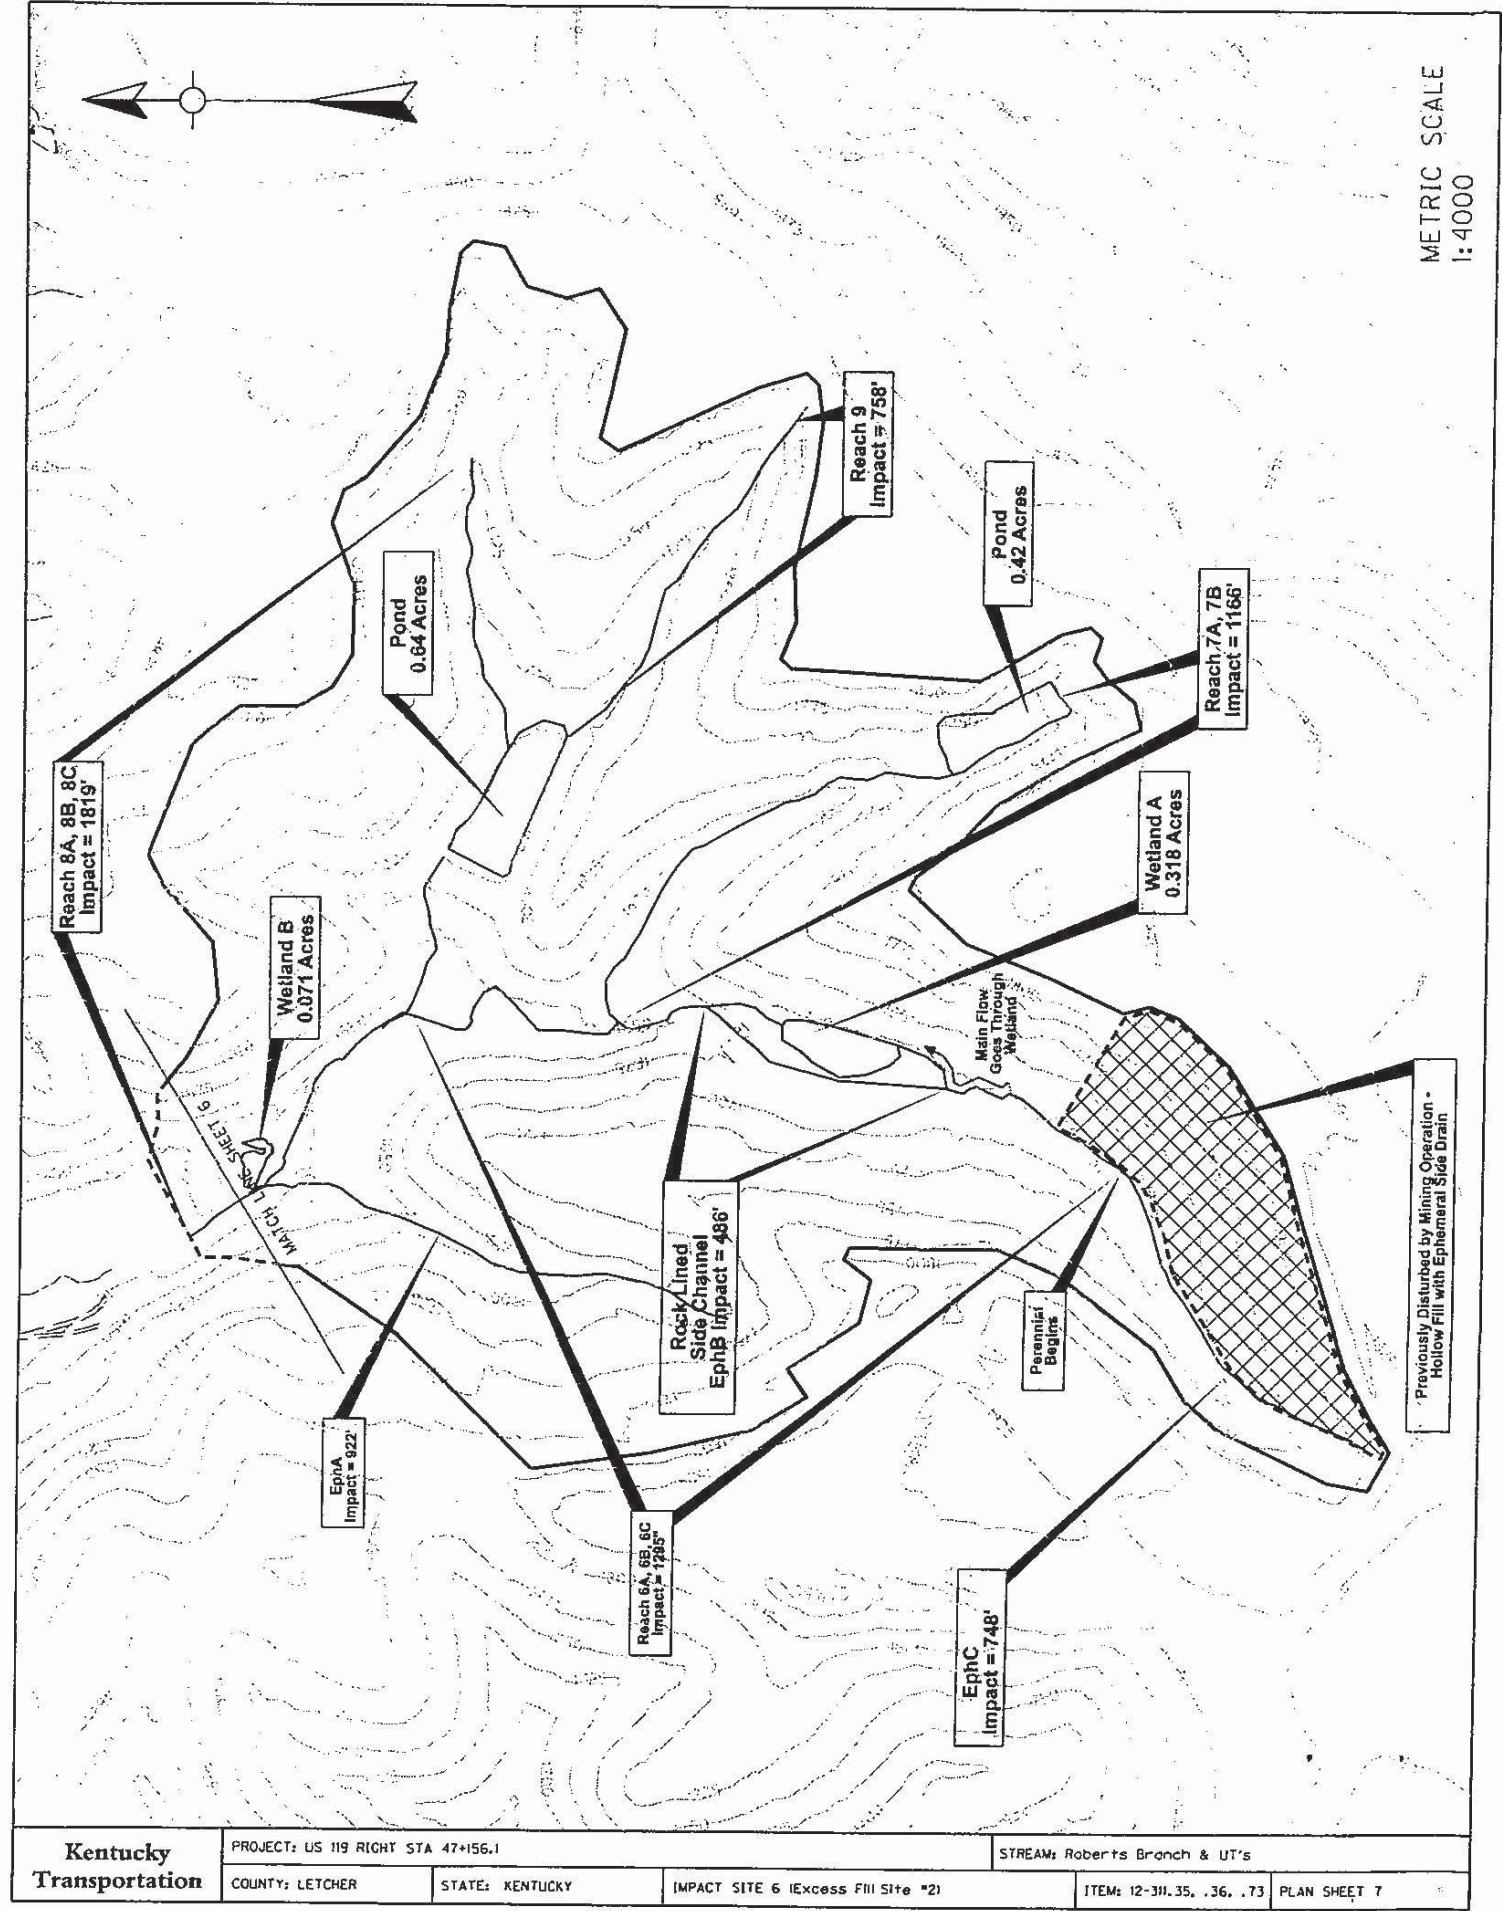 METRIC SCALE
1:4000
Reach 8A, 8B, 8C
Impact = 1819'
Wetland B
0.071 Acres
Pond
0.64 Acres
Reach 9
Impact = 758'
Pond
0.42 Acres
Reach 7A, 7B
Impact = 1166'
Wetland A
0.318 Acres
MATCH LINE SHEET 6
Main Flow
Goes Through
Wetland
Rock Lined
Side Channel
EphB Impact = 486'
Perennial
Begins
Previously Disturbed by Mining Operation -
Hollow Fill with Ephemeral Side Drain
EphA
Impact = 922'
Reach 6A, 6B, 6C
Impact = 1295"
EphC
Impact = 748'
Kentucky
Transportation
PROJECT: US 119 RIGHT STA 47+156.1
STREAM: Roberts Branch & UT's
COUNTY: LETCHER
STATE: KENTUCKY
IMPACT SITE 6 (Excess Fill Site #2)
ITEM: 12-311.35, .36, .73
PLAN SHEET 7